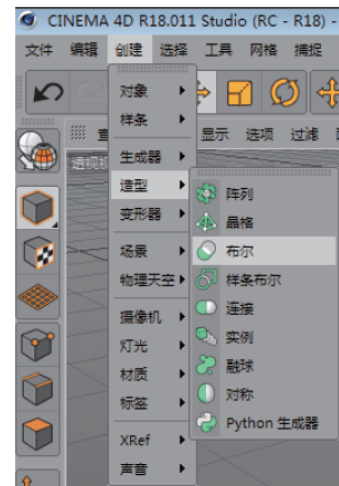 CINEMA 4D R18.011 Studio (RC - R18) -
文件 编辑 创建 选择 工具 网格 捕捉
对象
样条
显示 选项 过滤
生成器
透视视
造型
阵列
变形器
晶格
场景
布尔
物理天空
样条布尔
摄像机
连接
灯光
实例
材质
融球
标签
对称
XRef
Python 生成器
声音